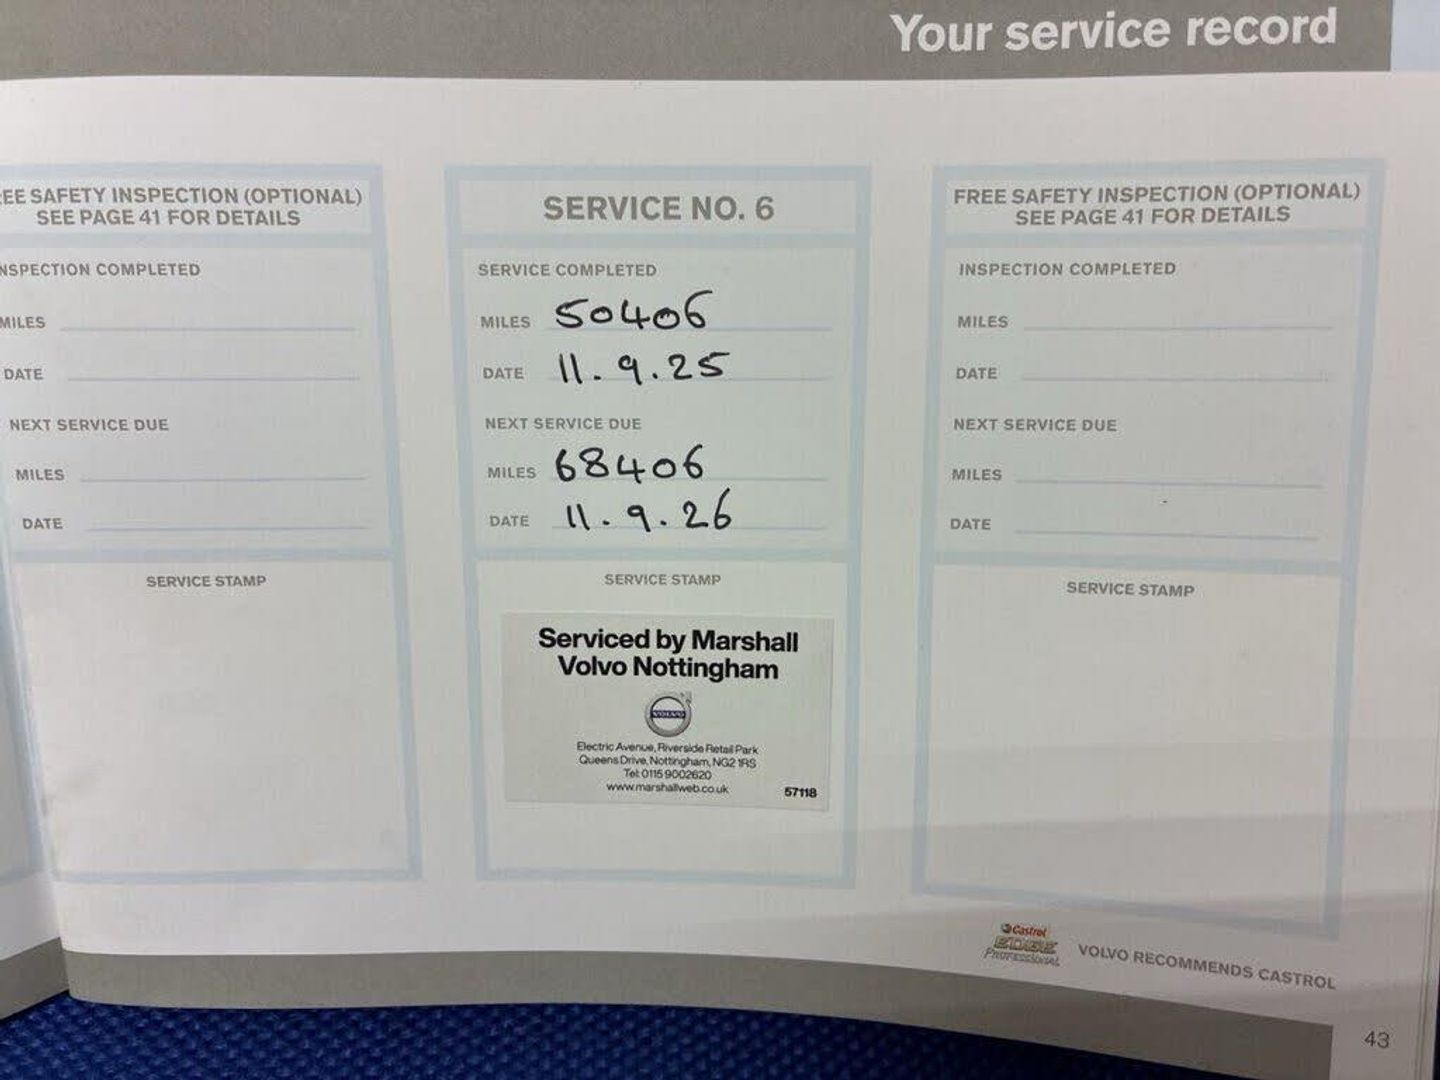 Your service record
EE SAFETY INSPECTION (OPTIONAL)
SEE PAGE 41 FOR DETAILS
NSPECTION COMPLETED
MILES
DATE
NEXT SERVICE DUE
MILES
DATE
SERVICE STAMP
SERVICE NO. 6
SERVICE COMPLETED
MILES 50406
DATE 11.9.25
NEXT SERVICE DUE
MILES 68406
DATE 11.9.26
SERVICE STAMP
Serviced by Marshall
Volvo Nottingham
VOLVO
Electric Avenue, Riverside Retail Park
Queens Drive, Nottingham, NG2 1RS
Tel: 0115 9002620
www.marshallweb.co.uk
57118
FREE SAFETY INSPECTION (OPTIONAL)
SEE PAGE 41 FOR DETAILS
INSPECTION COMPLETED
MILES
DATE
NEXT SERVICE DUE
MILES
DATE
SERVICE STAMP
Castrol
EDGE
PROFESSIONAL
VOLVO RECOMMENDS CASTROL
43